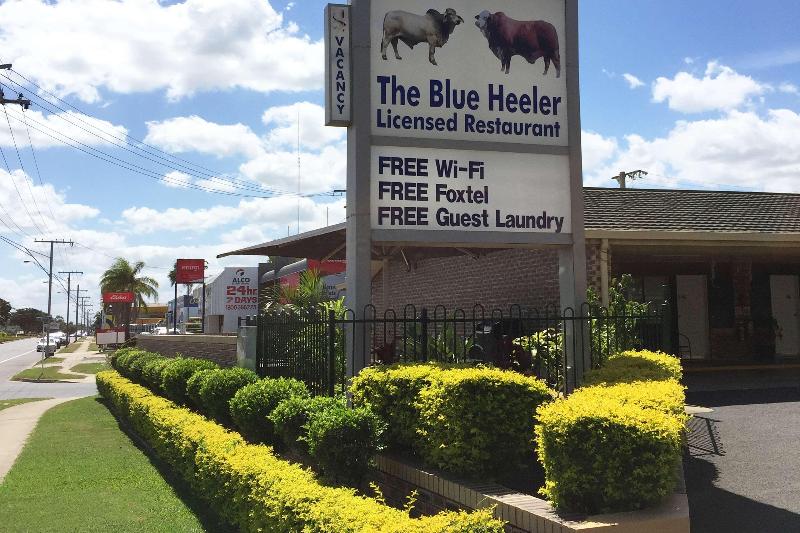 VACANCY
The Blue Heeler
Licensed Restaurant
FREE Wi-Fi
FREE Foxtel
FREE Guest Laundry
ALCO
24hr
7 DAYS